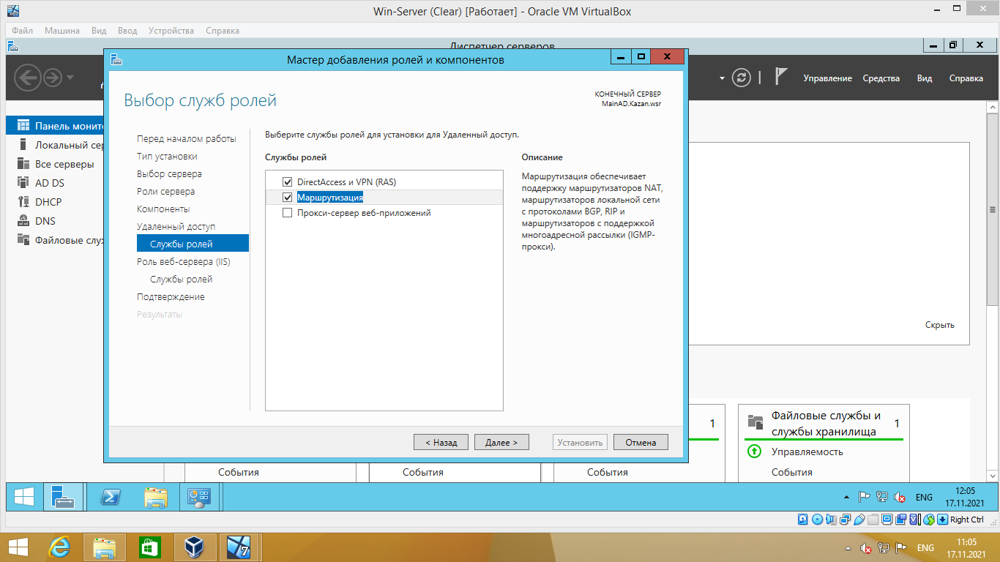 Win-Server (Clear) [Работает] - Oracle VM VirtualBox
Файл Машина Вид Ввод Устройства Справка
Диспетчер серверов
Мастер добавления ролей и компонентов
Управление Средства Вид Справка
Выбор служб ролей
КОНЕЧНЫЙ СЕРВЕР
MainAD.Kazan.wsr
Панель монито
Локальный сер
Все серверы
AD DS
DHCP
DNS
Файловые служ
Перед началом работы
Тип установки
Выбор сервера
Роли сервера
Компоненты
Удаленный доступ
Службы ролей
Роль веб-сервера (IIS)
Службы ролей
Подтверждение
Результаты
Выберите службы ролей для установки для Удаленный доступ.
Службы ролей
DirectAccess и VPN (RAS)
Маршрутизация
Прокси-сервер веб-приложений
Описание
Маршрутизация обеспечивает
поддержку маршрутизаторов NAT,
маршрутизаторов локальной сети
с протоколами BGP, RIP и
маршрутизаторов с поддержкой
многоадресной рассылки (IGMP-
прокси).
Скрыть
< Назад Далее > Установить Отмена
1
Файловые службы и
службы хранилища
1
Управляемость
События События События События
ENG
12:05
17.11.2021
Right Ctrl
7
ENG
11:05
17.11.2021